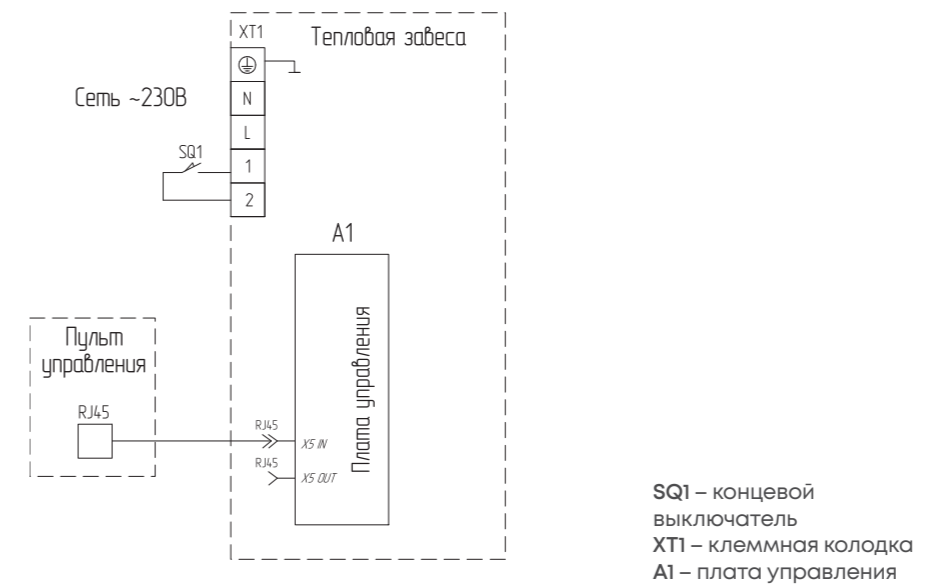 XT1
Тепловая завеса
Сеть ~230В
N
L
SQ1
1
2
A1
Плата управления
Пульт
управления
RJ45
RJ45
X5 IN
RJ45
X5 OUT
SQ1 – концевой
выключатель
XT1 – клеммная колодка
A1 – плата управления